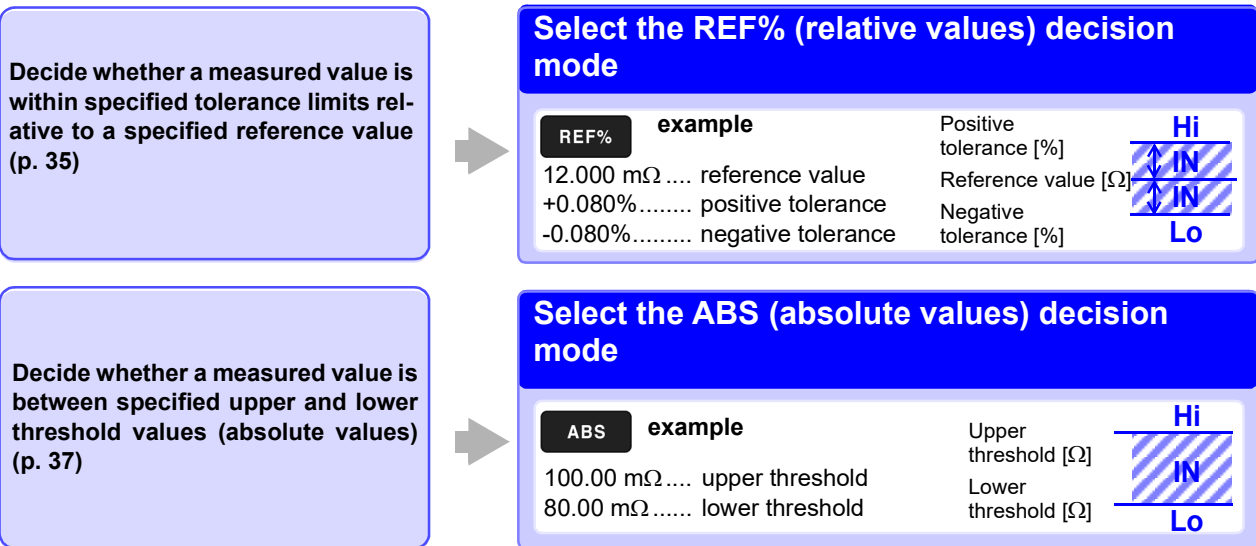 Decide whether a measured value is
within specified tolerance limits rel-
ative to a specified reference value
(p. 35)
Select the REF% (relative values) decision
mode
REF% example
12.000 mΩ.... reference value
+0.080%........ positive tolerance
-0.080%......... negative tolerance
Positive
tolerance [%]
Reference value [Ω]
Negative
tolerance [%]
Hi
IN
IN
Lo
Decide whether a measured value is
between specified upper and lower
threshold values (absolute values)
(p. 37)
Select the ABS (absolute values) decision
mode
ABS example
100.00 mΩ.... upper threshold
80.00 mΩ...... lower threshold
Upper
threshold [Ω]
Lower
threshold [Ω]
Hi
IN
Lo